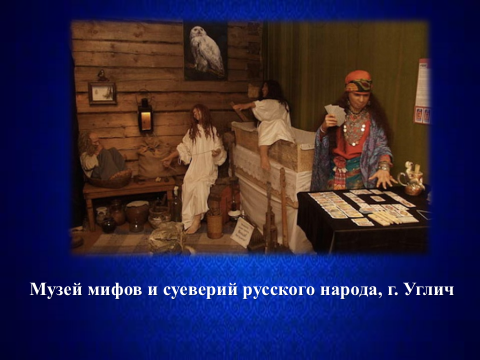 Музей мифов и суеверий русского народа, г. Углич